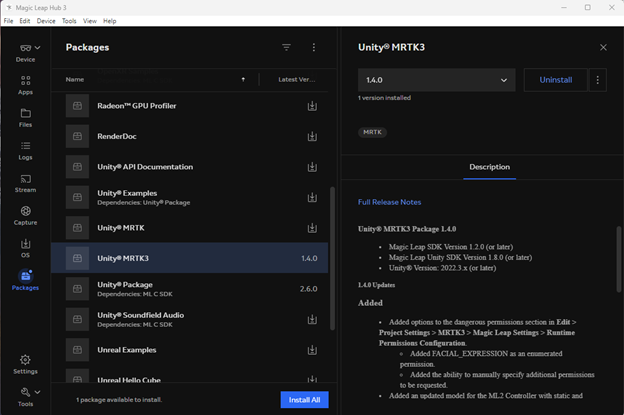 Magic Leap Hub 3
File Edit Device Tools View Help
Device
Apps
Files
Logs
Stream
Capture
OS
Packages
Settings
Tools
Packages
Name Latest Ver...
Radeon™ GPU Profiler
RenderDoc
Unity® API Documentation
Unity® Examples
Dependencies: Unity® Package
Unity® MRTK
Unity® MRTK3 1.4.0
Unity® Package 2.6.0
Dependencies: ML C SDK
Unity® Soundfield Audio
Dependencies: ML C SDK
Unreal Examples
Unreal Hello Cube
1 package available to install.
Install All
Unity® MRTK3
1.4.0
Uninstall
1 version installed
MRTK
Description
Full Release Notes
Unity® MRTK3 Package 1.4.0
• Magic Leap SDK Version 1.2.0 (or later)
• Magic Leap Unity SDK Version 1.8.0 (or later)
• Unity® Version: 2022.3.x (or later)
1.4.0 Updates
Added
• Added options to the dangerous permissions section in Edit >
Project Settings > MRTK3 > Magic Leap Settings > Runtime
Permissions Configuration.
Added FACIAL_EXPRESSION as an enumerated
permission.
Added the ability to manually specify additional permissions
to be requested.
• Added an updated model for the ML2 Controller with static and